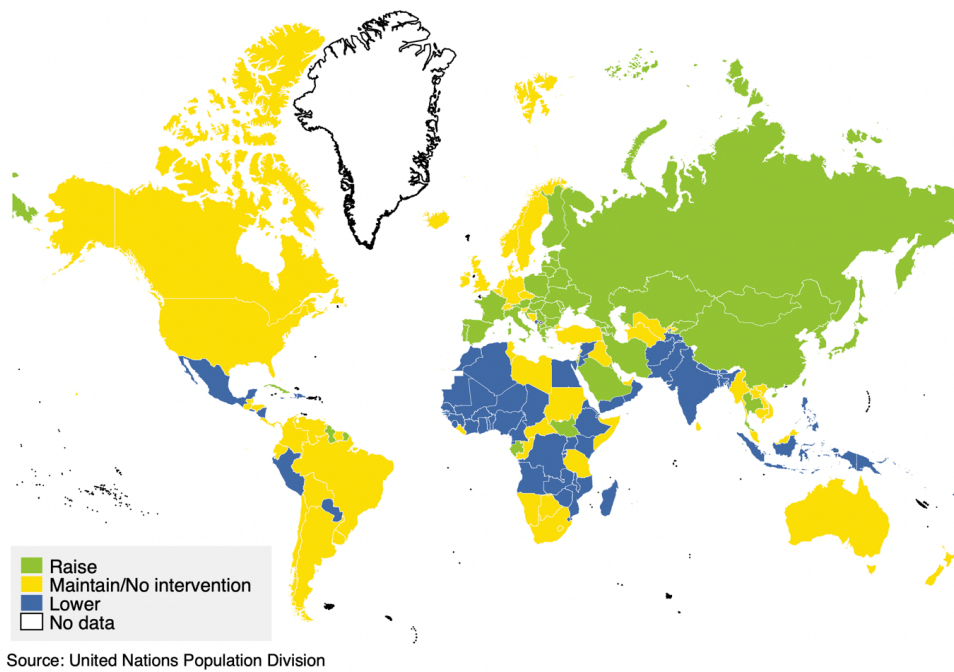 Raise
Maintain/No intervention
Lower
No data
Source: United Nations Population Division